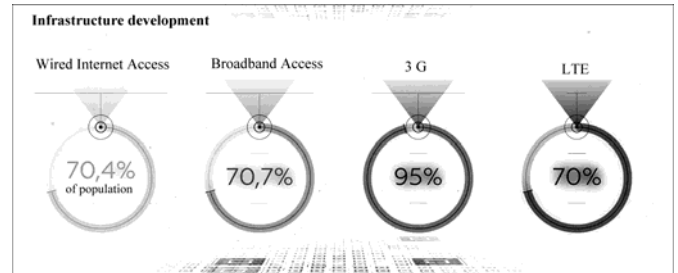 Infrastructure development
Wired Internet Access
Broadband Access
3 G
LTE
70,4%
of population
70,7%
95%
70%